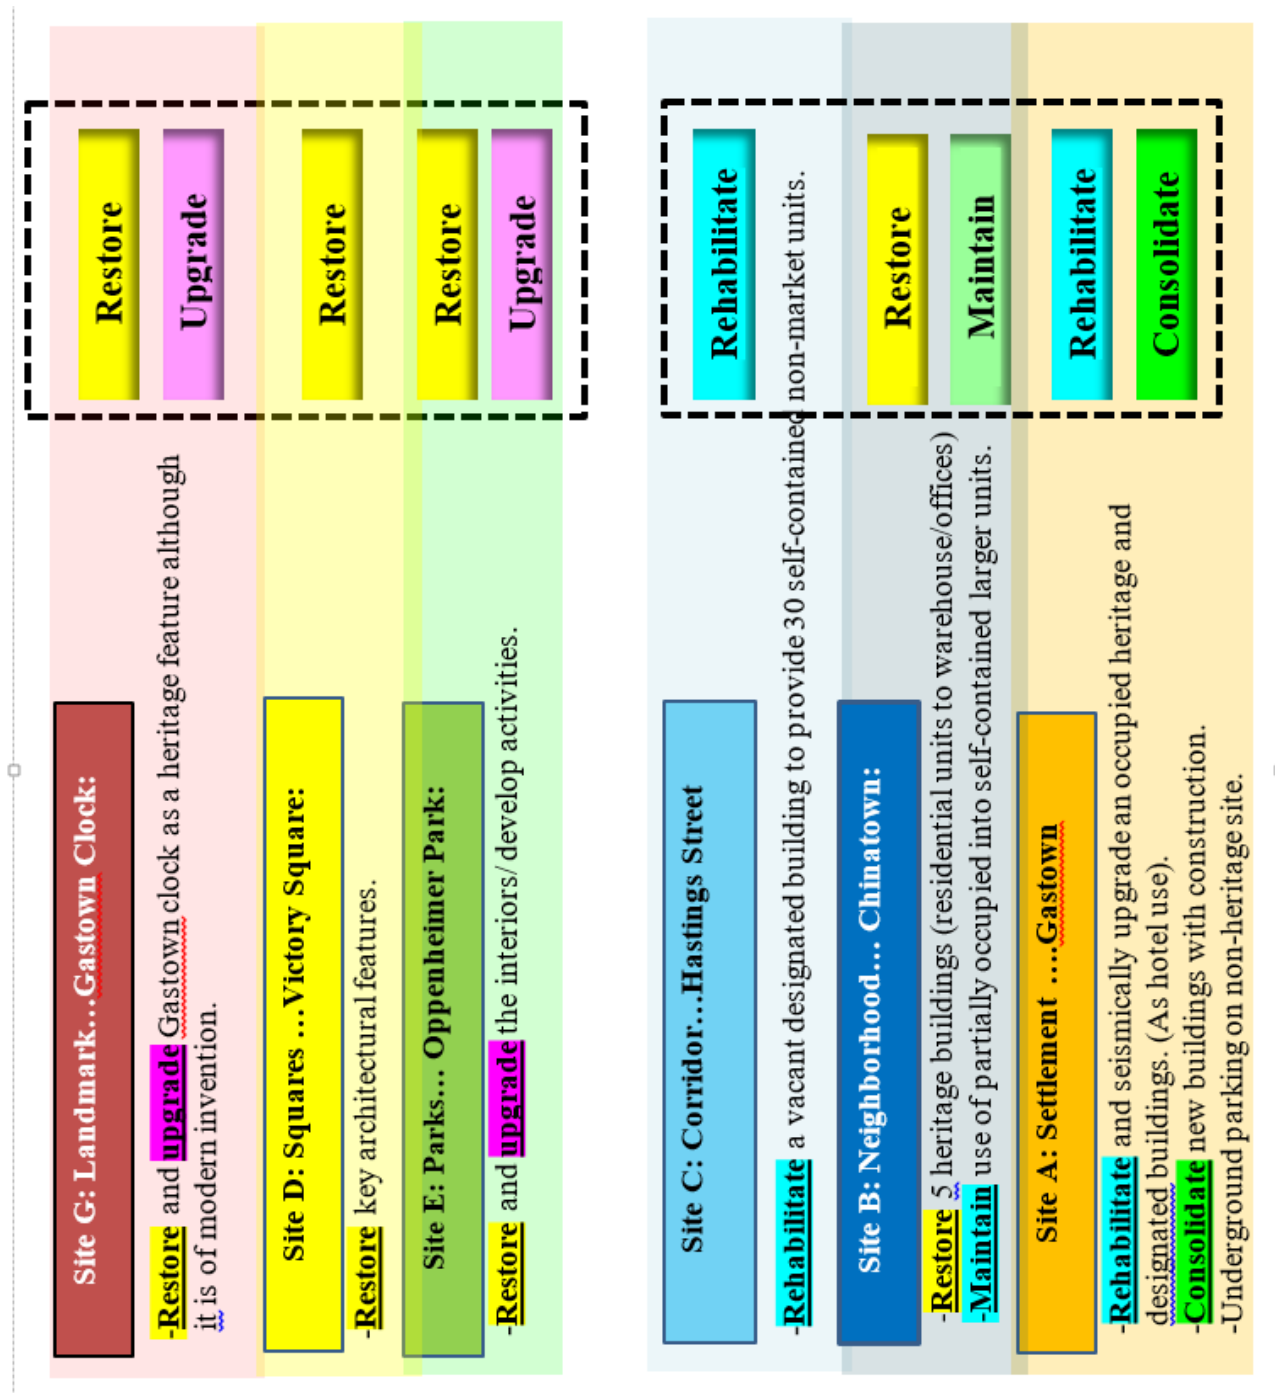 Site G: Landmark…Gastown Clock:
-Restore and upgrade Gastown clock as a heritage feature although
it is of modern invention.
Restore
Upgrade
Site D: Squares …Victory Square:
-Restore key architectural features.
Restore
Site E: Parks… Oppenheimer Park:
-Restore and upgrade the interiors/ develop activities.
Restore
Upgrade
Site C: Corridor…Hastings Street
-Rehabilitate a vacant designated building to provide 30 self-contained non-market units.
Rehabilitate
Site B: Neighborhood… Chinatown:
-Restore 5 heritage buildings (residential units to warehouse/offices)
-Maintain use of partially occupied into self-contained larger units.
Restore
Maintain
Site A: Settlement ….Gastown
-Rehabilitate and seismically upgrade an occupied heritage and
designated buildings. (As hotel use).
-Consolidate new buildings with construction.
-Underground parking on non-heritage site.
Rehabilitate
Consolidate